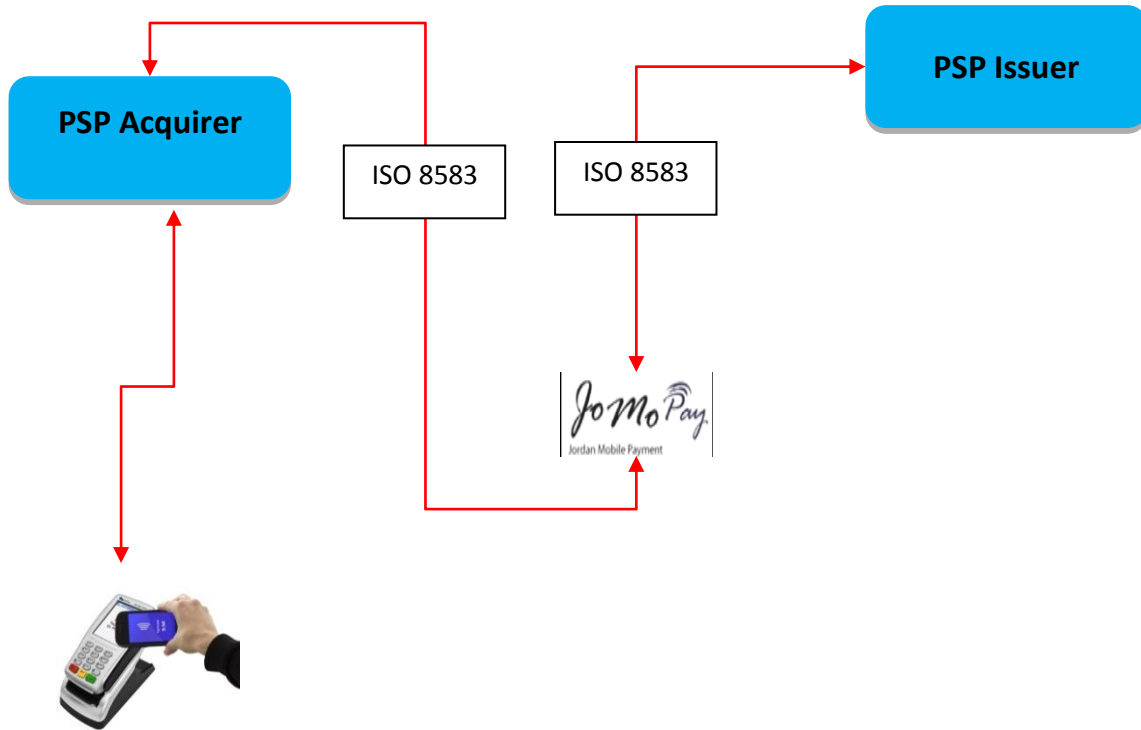 PSP Issuer
PSP Acquirer
ISO 8583
ISO 8583
JoMoPay
Jordan Mobile Payment